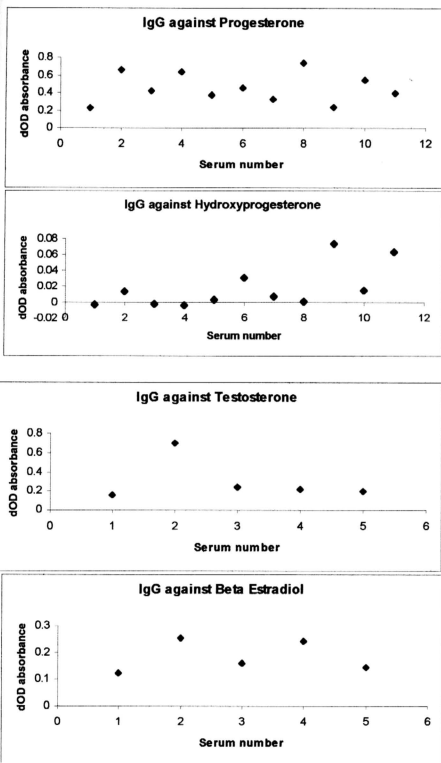 IgG against Progesterone
dOD absorbance
0.8
0.6
0.4
0.2
0
0 2 4 6 8 10 12
Serum number
IgG against Hydroxyprogesterone
dOD absorbance
0.08
0.06
0.04
0.02
0
-0.02 0 2 4 6 8 10 12
Serum number
IgG against Testosterone
dOD absorbance
0.8
0.6
0.4
0.2
0
0 1 2 3 4 5 6
Serum number
IgG against Beta Estradiol
dOD absorbance
0.3
0.2
0.1
0
0 1 2 3 4 5 6
Serum number